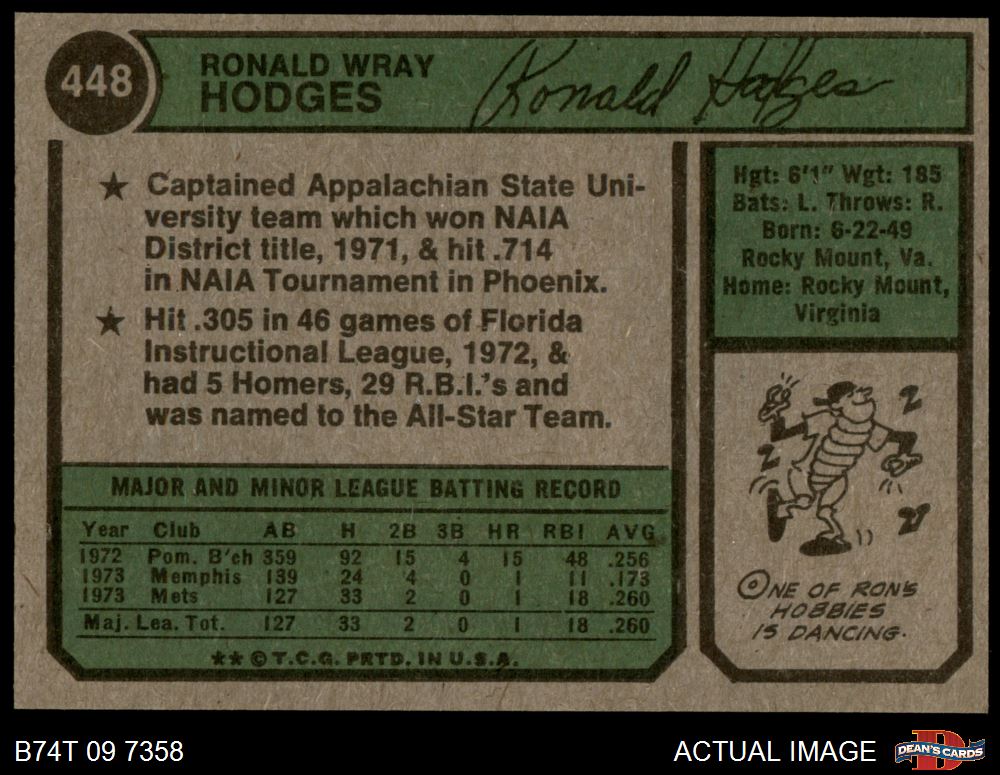 448
RONALD WRAY
HODGES
Ronald Hodges
★ Captained Appalachian State Uni-
versity team which won NAIA
District title, 1971, & hit .714
in NAIA Tournament in Phoenix.
★ Hit .305 in 46 games of Florida
Instructional League, 1972, &
had 5 Homers, 29 R.B.I.'s and
was named to the All-Star Team.
Hgt: 6'1" Wgt: 185
Bats: L. Throws: R.
Born: 6-22-49
Rocky Mount, Va.
Home: Rocky Mount,
Virginia
ONE OF RON'S
HOBBIES
IS DANCING.
MAJOR AND MINOR LEAGUE BATTING RECORD
Year Club AB H 2B 3B HR RBI AVG
1972 Pom. B'ch 359 92 15 4 15 48 .256
1973 Memphis 139 24 4 0 1 11 .173
1973 Mets 127 33 2 0 1 18 .260
Maj. Lea. Tot. 127 33 2 0 1 18 .260
★★ © T.C.G. PRTD. IN U.S.A.
B74T 09 7358
ACTUAL IMAGE
DEAN'S CARDS